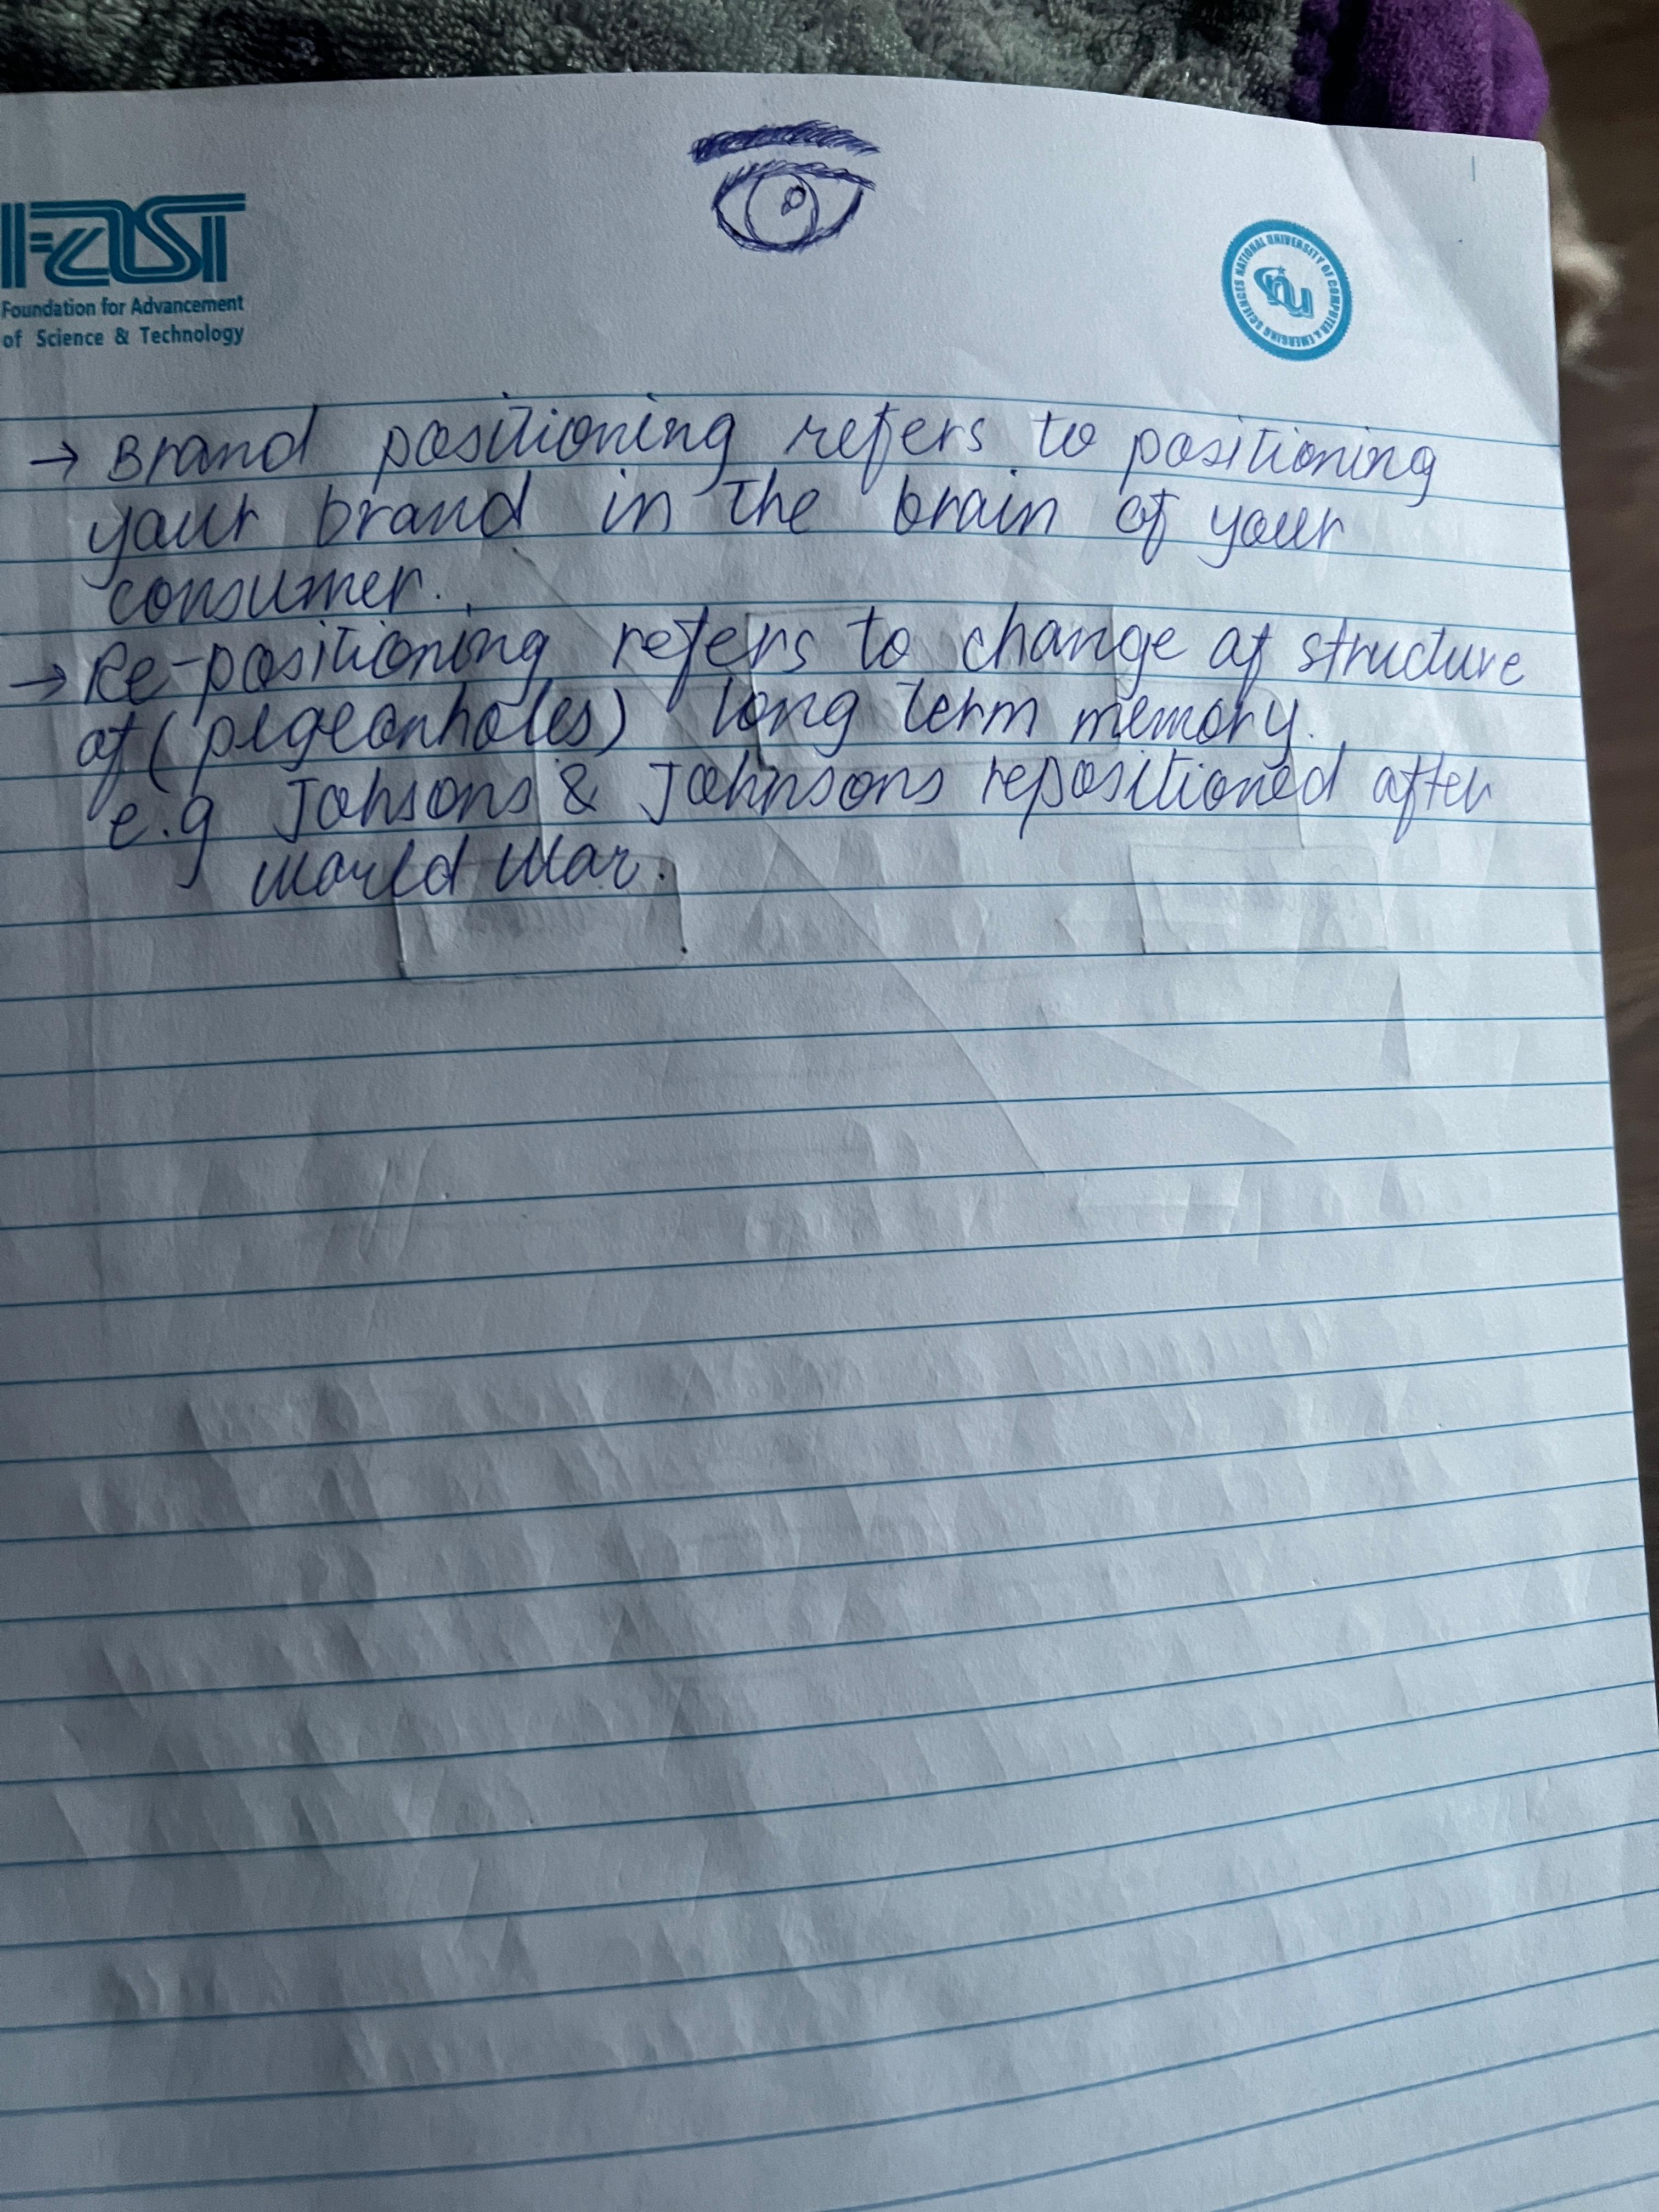 FAST
Foundation for Advancement
of Science & Technology
NATIONAL UNIVERSITY OF COMPUTER & EMERGING SCIENCES
nu
→ Brand positioning refers to positioning
your brand in the brain of your
consumer.
→ Re-positioning refers to change of structure
of (pigeonholes) long term memory.
e.g Johsons & Johnsons repositioned after
World War.